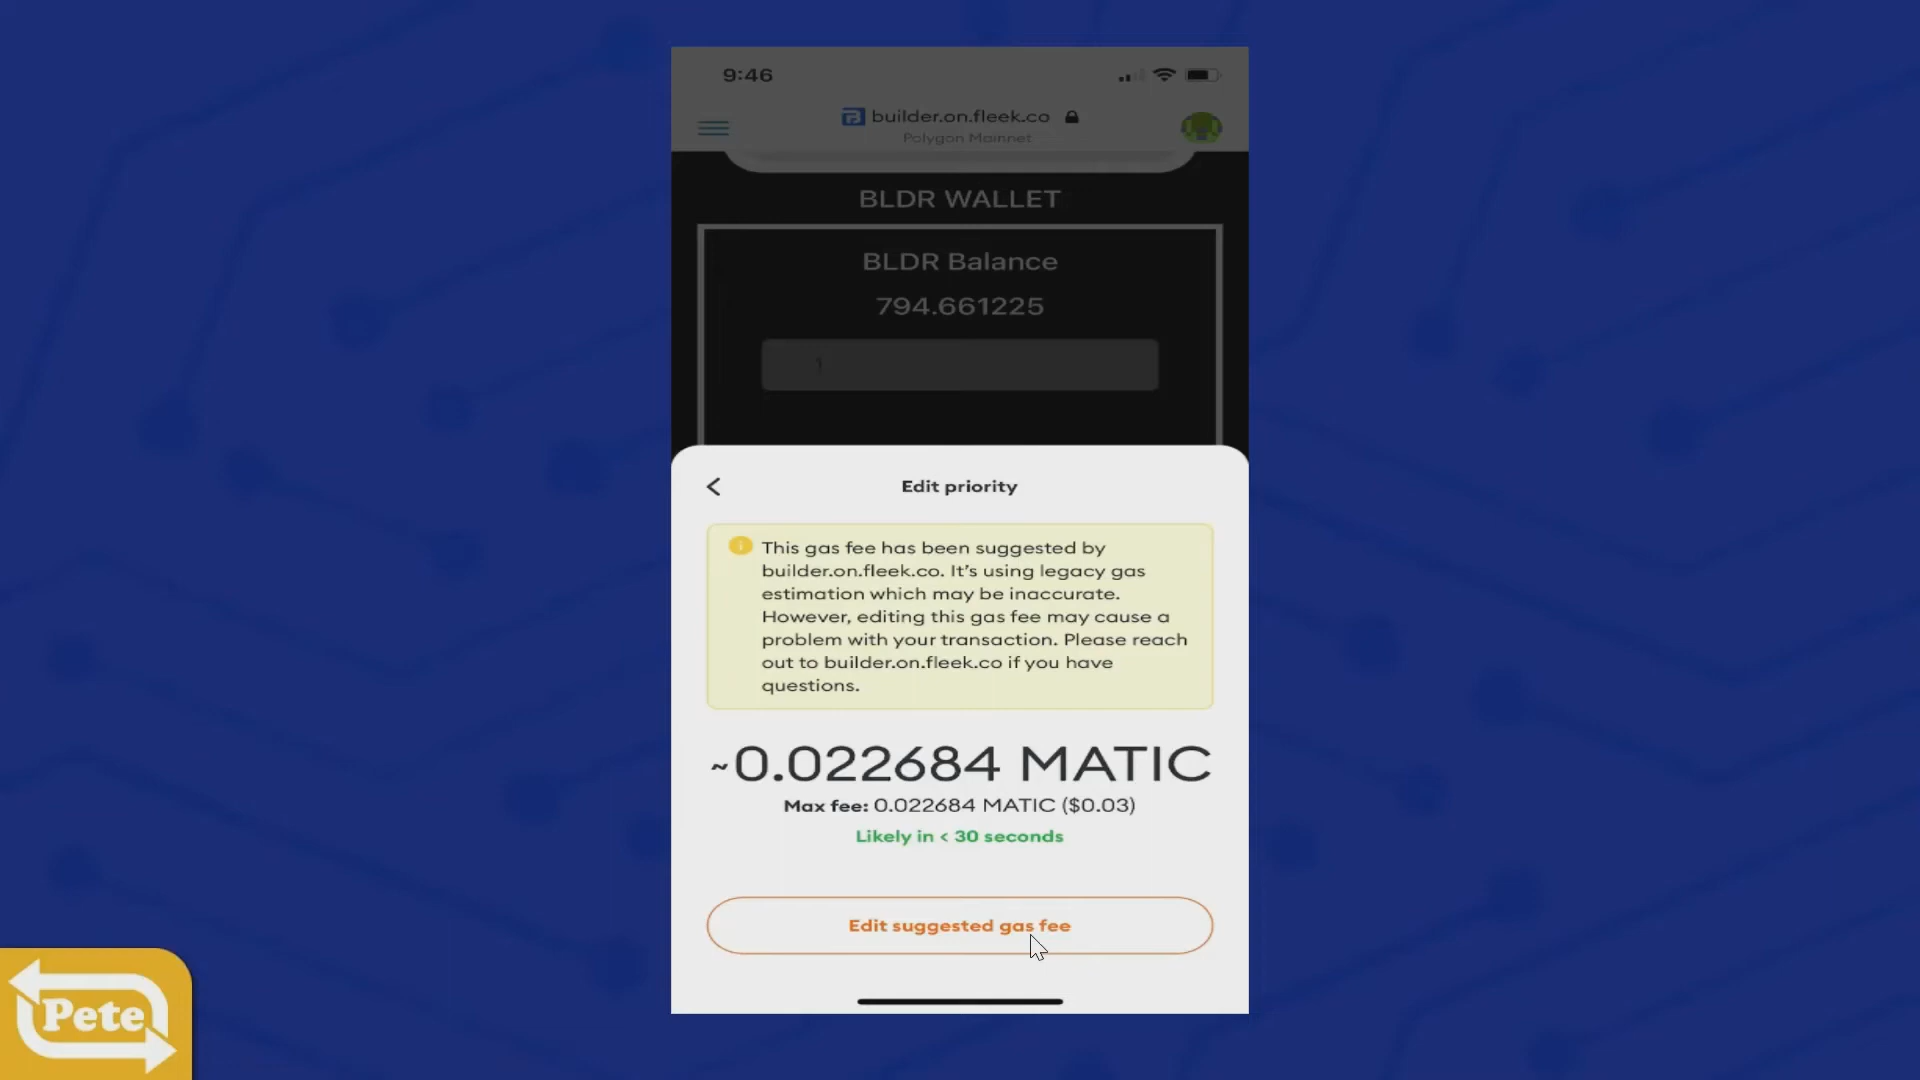 9:46
builder.on.fleek.co
Polygon Mainnet
BLDR WALLET
BLDR Balance
794.661225
1
Edit priority
This gas fee has been suggested by
builder.on.fleek.co. It's using legacy gas
estimation which may be inaccurate.
However, editing this gas fee may cause a
problem with your transaction. Please reach
out to builder.on.fleek.co if you have
questions.
~0.022684 MATIC
Max fee: 0.022684 MATIC ($0.03)
Likely in < 30 seconds
Edit suggested gas fee
Pete